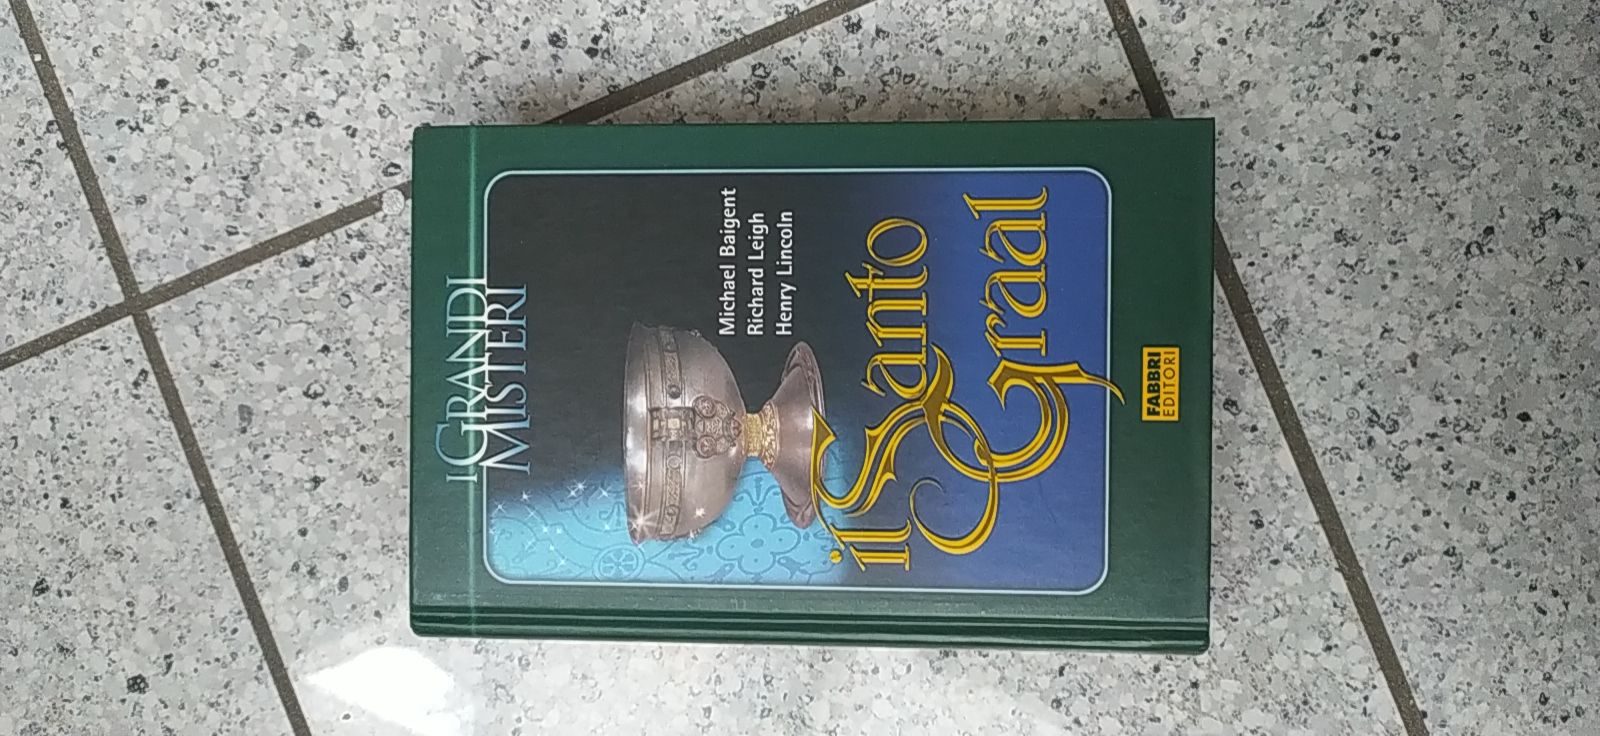 I GRANDI
MISTERI
Michael Baigent
Richard Leigh
Henry Lincoln
il Santo
Graal
FABBRI
EDITORI